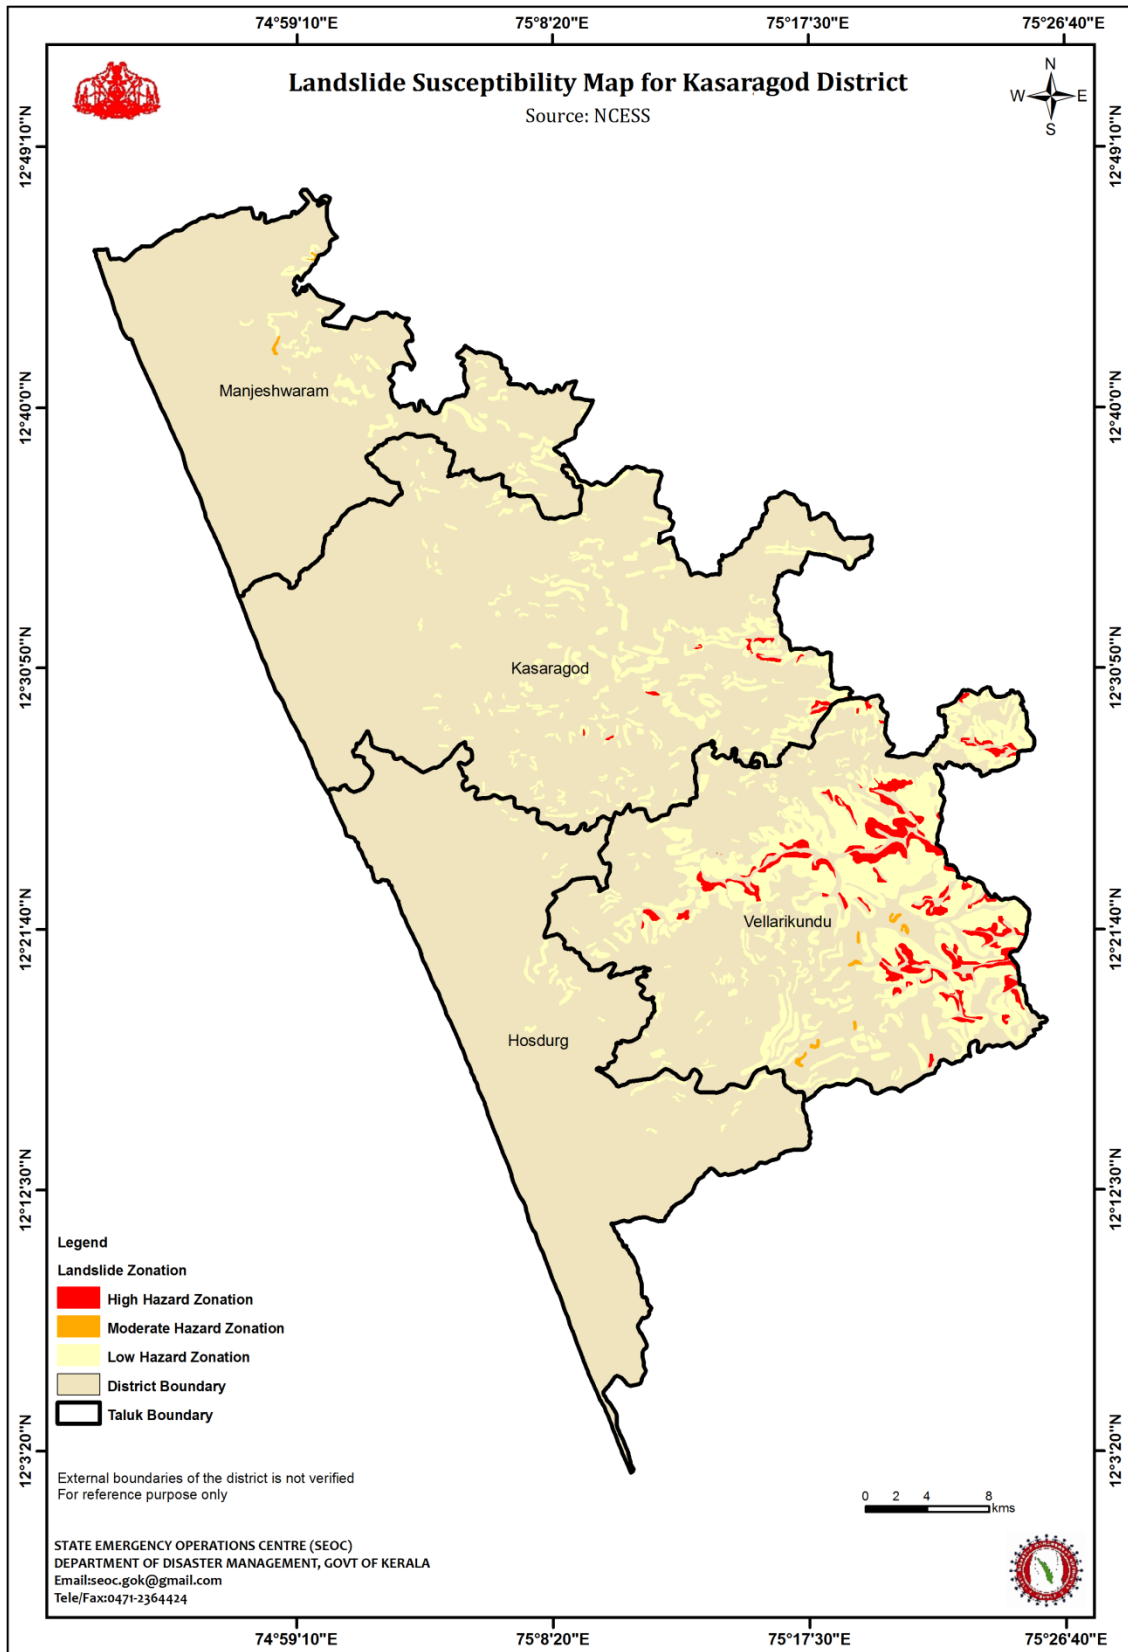 74°59'10"E 75°8'20"E 75°17'30"E 75°26'40"E
Landslide Susceptibility Map for Kasaragod District
Source: NCESS
N
W E
S
12°49'10"N 12°49'10"N
Manjeshwaram
12°40'0"N 12°40'0"N
Kasaragod
12°30'50"N 12°30'50"N
Vellarikundu
12°21'40"N 12°21'40"N
Hosdurg
12°12'30"N 12°12'30"N
Legend
Landslide Zonation
High Hazard Zonation
Moderate Hazard Zonation
Low Hazard Zonation
District Boundary
Taluk Boundary
12°3'20"N 12°3'20"N
External boundaries of the district is not verified
For reference purpose only
0 2 4 8
kms
STATE EMERGENCY OPERATIONS CENTRE (SEOC)
DEPARTMENT OF DISASTER MANAGEMENT, GOVT OF KERALA
Email:seoc.gok@gmail.com
Tele/Fax:0471-2364424
74°59'10"E 75°8'20"E 75°17'30"E 75°26'40"E